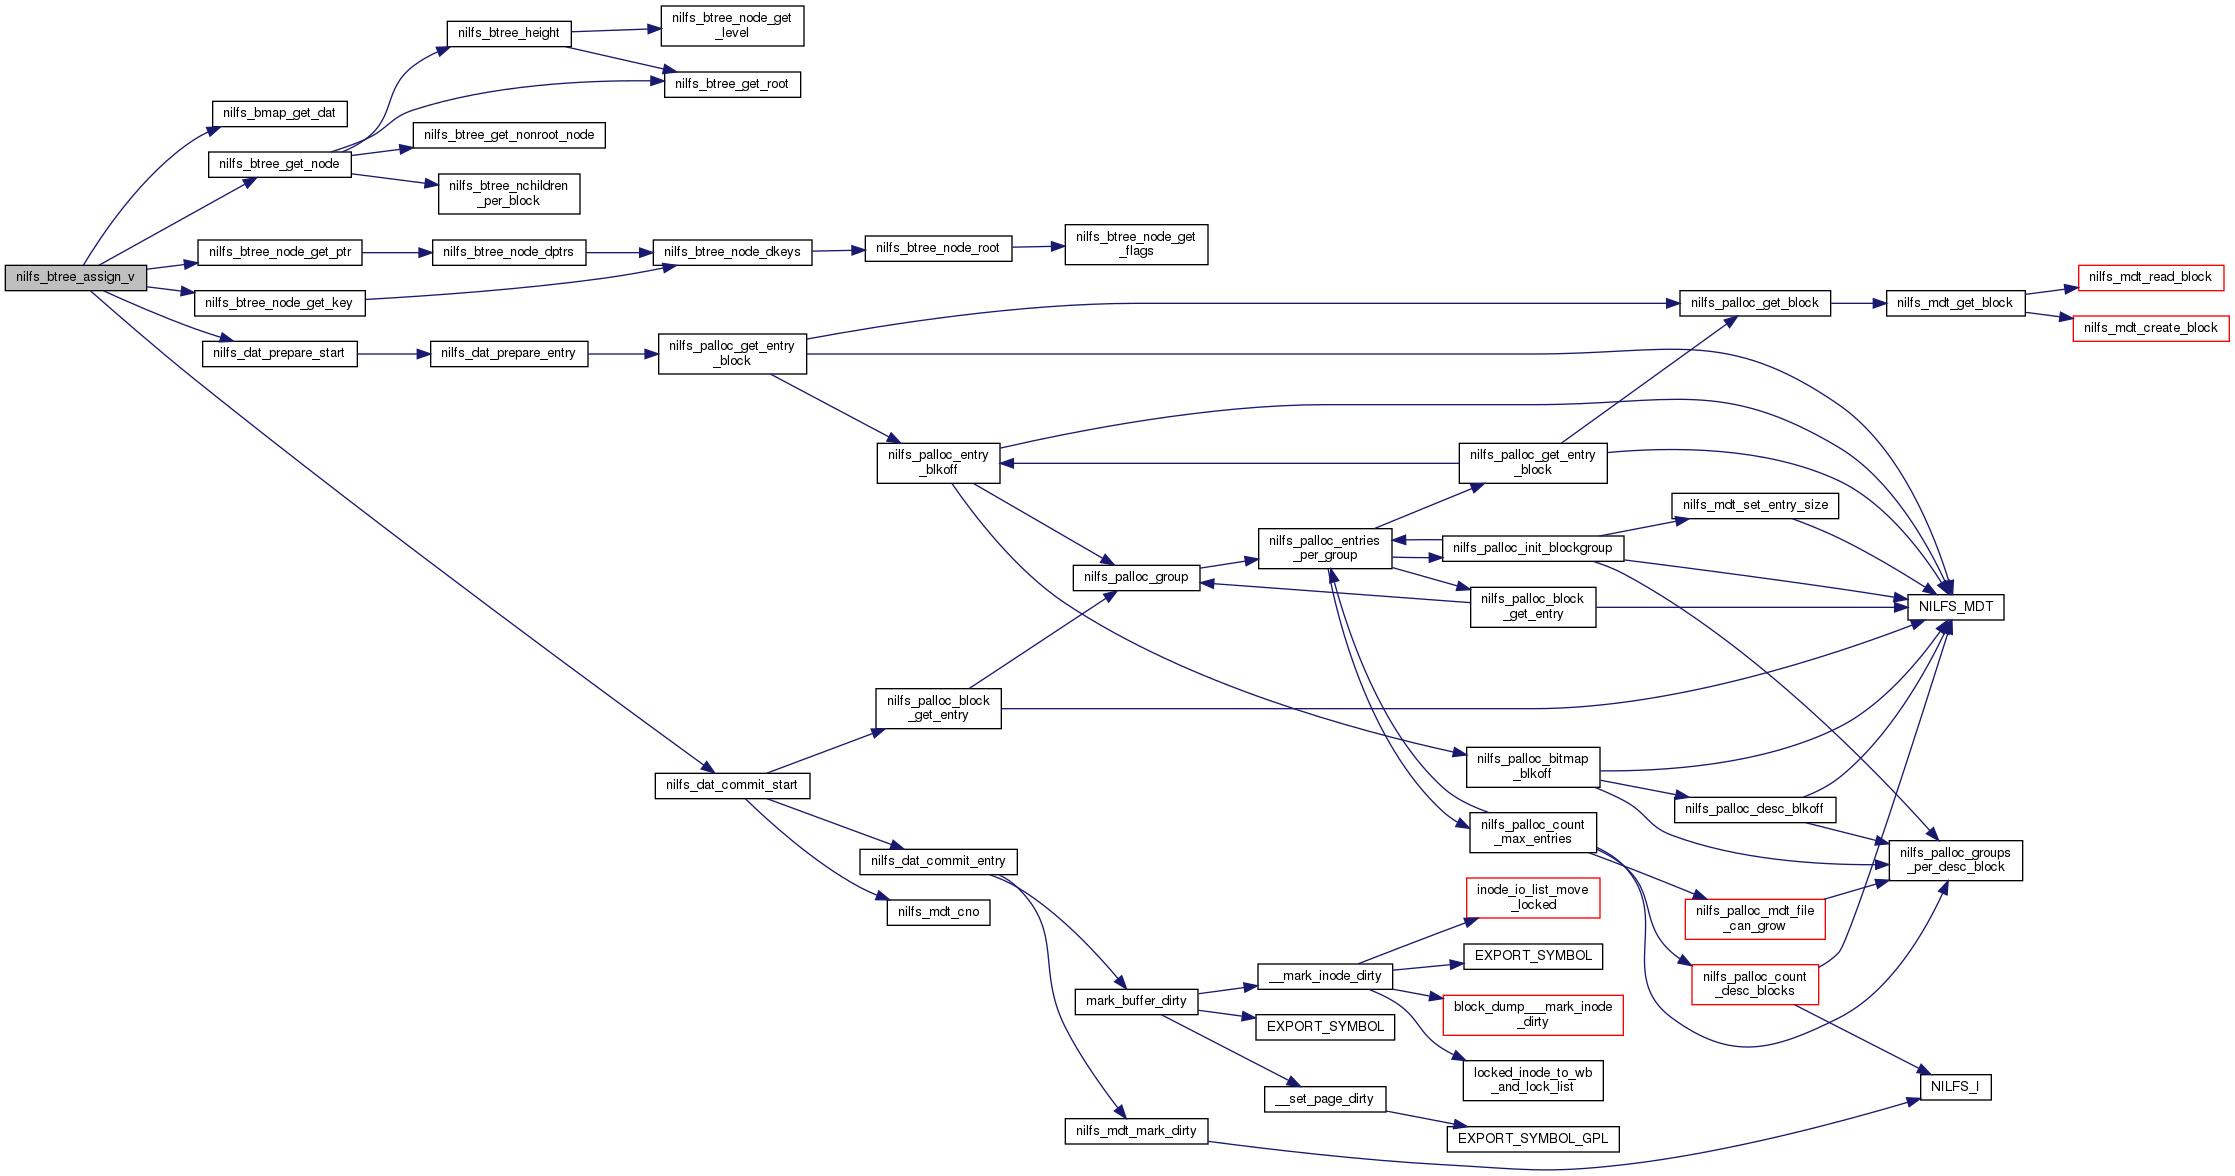 nilfs_btree_assign_v
nilfs_bmap_get_dat
nilfs_btree_get_node
nilfs_btree_height
nilfs_btree_node_get
_level
nilfs_btree_get_root
nilfs_btree_get_nonroot_node
nilfs_btree_nchildren
_per_block
nilfs_btree_node_get_ptr
nilfs_btree_node_dptrs
nilfs_btree_node_dkeys
nilfs_btree_node_root
nilfs_btree_node_get
_flags
nilfs_btree_node_get_key
nilfs_dat_prepare_start
nilfs_dat_prepare_entry
nilfs_palloc_get_entry
_block
nilfs_palloc_get_block
nilfs_mdt_get_block
nilfs_mdt_read_block
nilfs_mdt_create_block
nilfs_palloc_entry
_blkoff
nilfs_palloc_group
nilfs_palloc_entries
_per_group
nilfs_palloc_get_entry
_block
nilfs_mdt_set_entry_size
nilfs_palloc_init_blockgroup
nilfs_palloc_block
_get_entry
NILFS_MDT
nilfs_palloc_block
_get_entry
nilfs_dat_commit_start
nilfs_palloc_bitmap
_blkoff
nilfs_palloc_desc_blkoff
nilfs_palloc_count
_max_entries
nilfs_palloc_groups
_per_desc_block
nilfs_dat_commit_entry
nilfs_mdt_cno
inode_io_list_move
_locked
nilfs_palloc_mdt_file
_can_grow
EXPORT_SYMBOL
__mark_inode_dirty
nilfs_palloc_count
_desc_blocks
mark_buffer_dirty
block_dump___mark_inode
_dirty
EXPORT_SYMBOL
locked_inode_to_wb
_and_lock_list
__set_page_dirty
NILFS_I
nilfs_mdt_mark_dirty
EXPORT_SYMBOL_GPL